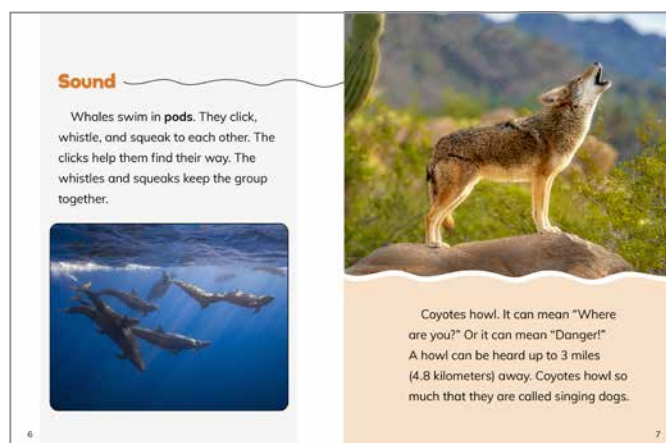 Sound
Whales swim in pods. They click,
whistle, and squeak to each other. The
clicks help them find their way. The
whistles and squeaks keep the group
together.
6
Coyotes howl. It can mean “Where
are you?” Or it can mean “Danger!”
A howl can be heard up to 3 miles
(4.8 kilometers) away. Coyotes howl so
much that they are called singing dogs.
7